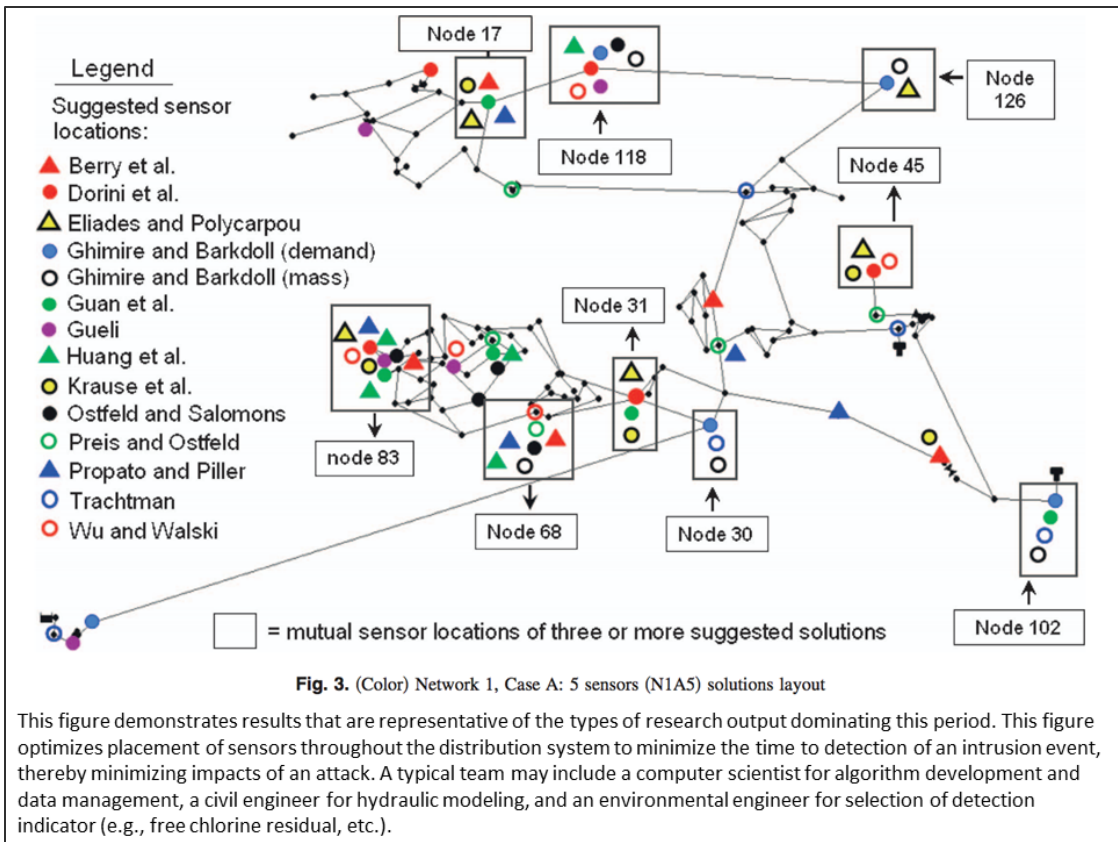 Legend
Suggested sensor
locations:
Berry et al.
Dorini et al.
Eliades and Polycarpou
Ghimire and Barkdoll (demand)
Ghimire and Barkdoll (mass)
Guan et al.
Gueli
Huang et al.
Krause et al.
Ostfeld and Salomons
Preis and Ostfeld
Propato and Piller
Trachtman
Wu and Walski
Node 17
Node 118
Node
126
Node 45
Node 31
node 83
Node 68
Node 30
Node 102
= mutual sensor locations of three or more suggested solutions
Fig. 3. (Color) Network 1, Case A: 5 sensors (N1A5) solutions layout
This figure demonstrates results that are representative of the types of research output dominating this period. This figure
optimizes placement of sensors throughout the distribution system to minimize the time to detection of an intrusion event,
thereby minimizing impacts of an attack. A typical team may include a computer scientist for algorithm development and
data management, a civil engineer for hydraulic modeling, and an environmental engineer for selection of detection
indicator (e.g., free chlorine residual, etc.).